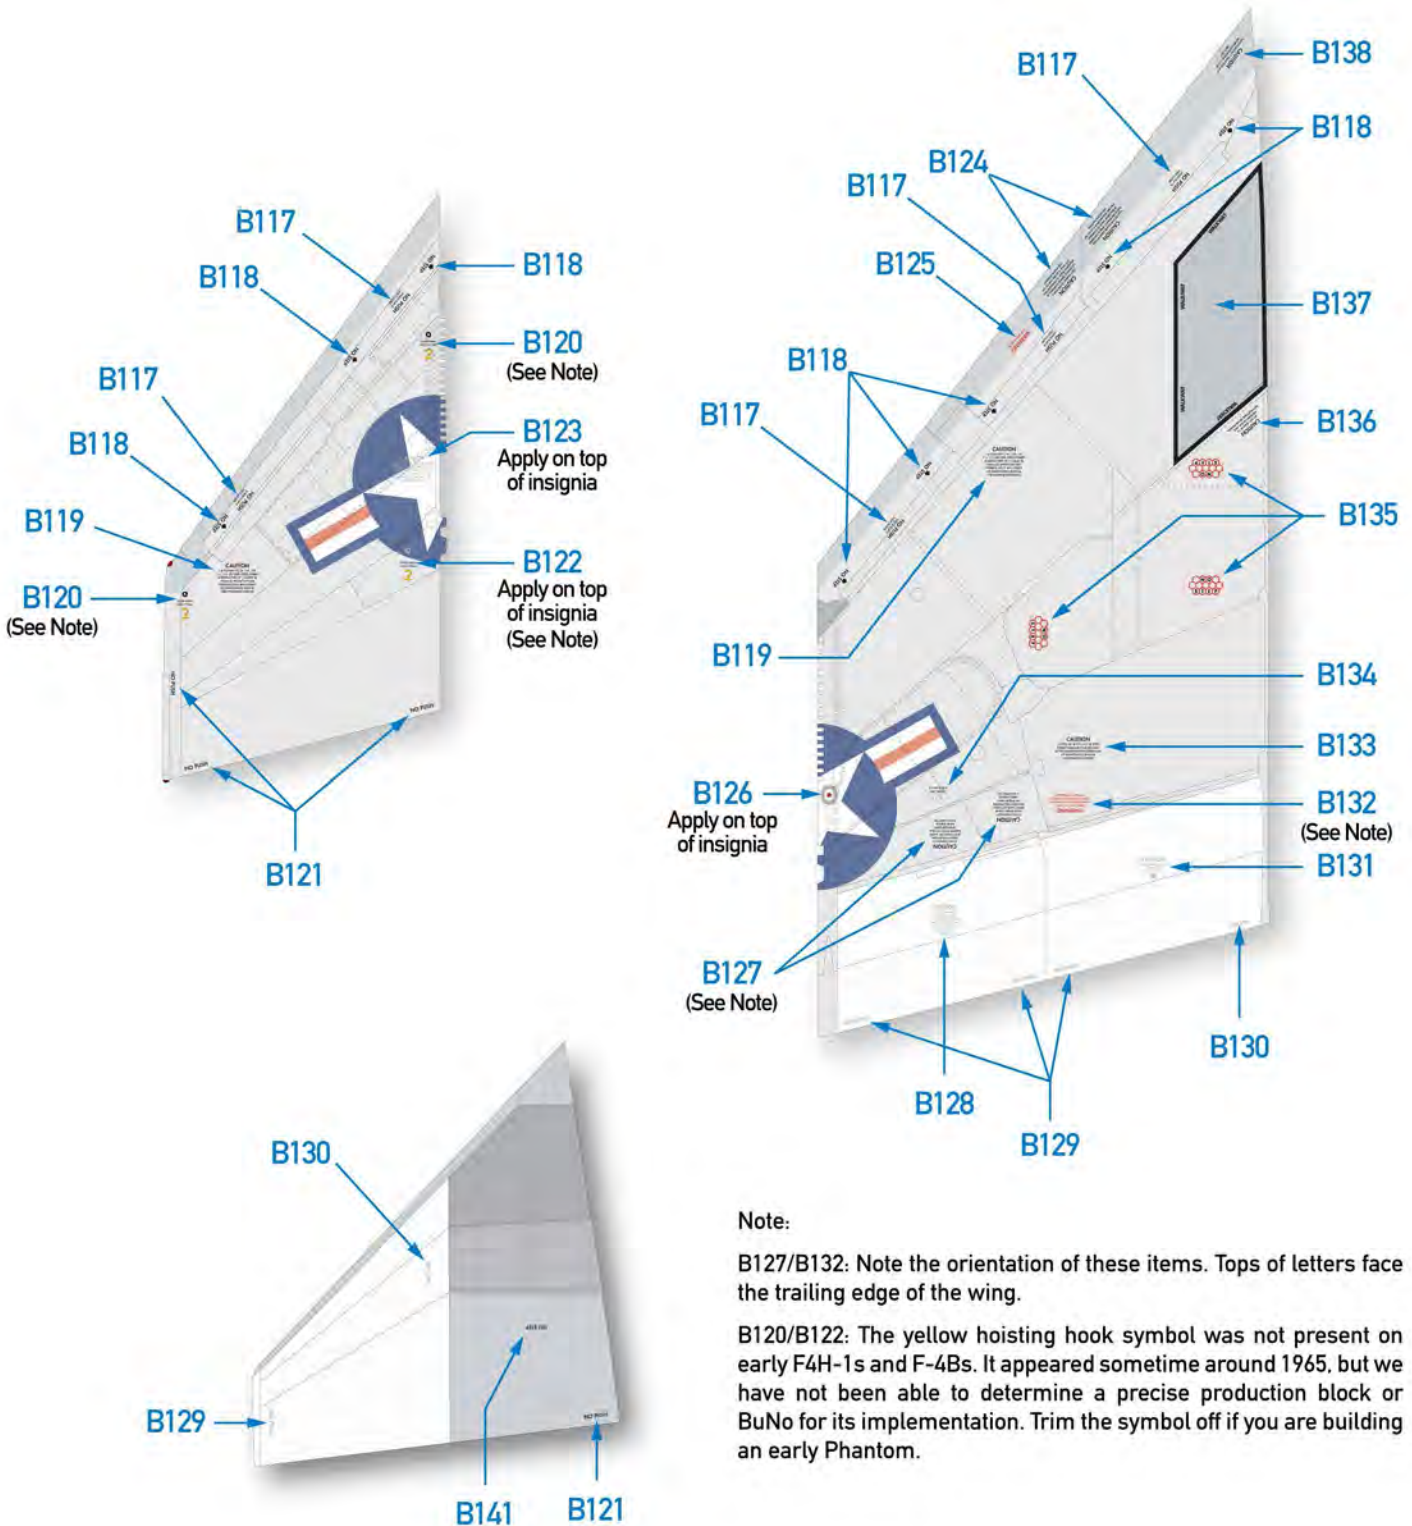 B138
B117
B118
B124
B117
B117
B118
B125
B118
B137
B118
B120
(See Note)
B117
B118
B117
B136
B123
Apply on top
of insignia
B118
B135
B119
B122
Apply on top
of insignia
(See Note)
B120
(See Note)
B119
B134
B133
B126
Apply on top
of insignia
B132
(See Note)
B121
B131
B127
(See Note)
B130
B128
B129
B130
B129
B141
B121
CAUTION
NO PUSH
NO PUSH
NO PUSH
CAUTION
CAUTION
CAUTION
CAUTION
NO STEP
NO PUSH
Note:
B127/B132: Note the orientation of these items. Tops of letters face
the trailing edge of the wing.
B120/B122: The yellow hoisting hook symbol was not present on
early F4H-1s and F-4Bs. It appeared sometime around 1965, but we
have not been able to determine a precise production block or
BuNo for its implementation. Trim the symbol off if you are building
an early Phantom.